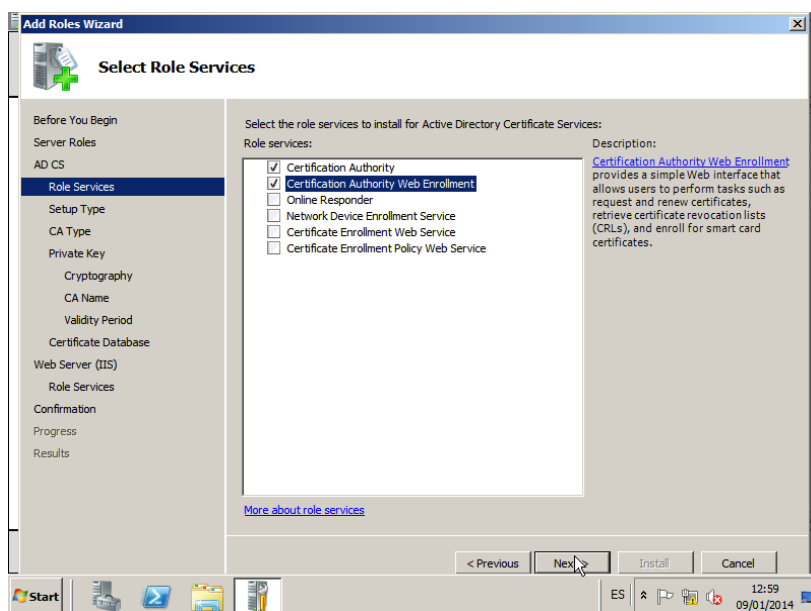 Add Roles Wizard
Select Role Services
Before You Begin
Server Roles
AD CS
Role Services
Setup Type
CA Type
Private Key
Cryptography
CA Name
Validity Period
Certificate Database
Web Server (IIS)
Role Services
Confirmation
Progress
Results
Select the role services to install for Active Directory Certificate Services:
Role services:
Certification Authority
Certification Authority Web Enrollment
Online Responder
Network Device Enrollment Service
Certificate Enrollment Web Service
Certificate Enrollment Policy Web Service
More about role services
Description:
Certification Authority Web Enrollment
provides a simple Web interface that
allows users to perform tasks such as
request and renew certificates,
retrieve certificate revocation lists
(CRLs), and enroll for smart card
certificates.
< Previous
Next >
Install
Cancel
Start
ES
12:59
09/01/2014